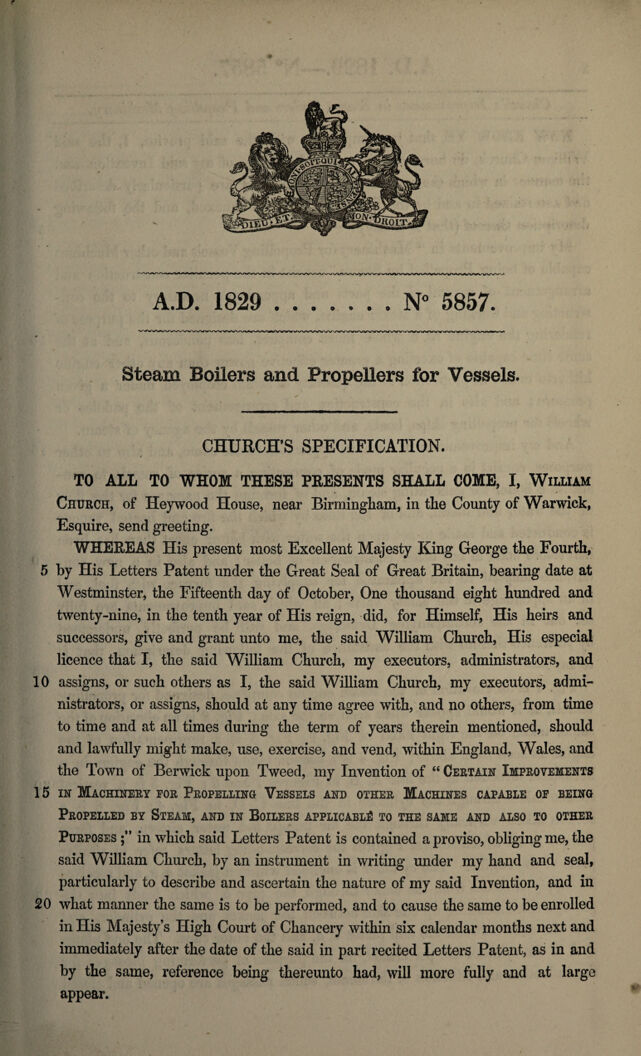 HONI SOIT QUI MAL
DIEU ET MON DROIT
A.D. 1829 . . . . . . . . N° 5857.
Steam Boilers and Propellers for Vessels.
CHURCH'S SPECIFICATION.
TO ALL TO WHOM THESE PRESENTS SHALL COME, I, WILLIAM
CHURCH, of Heywood House, near Birmingham, in the County of Warwick,
Esquire, send greeting.
WHEREAS His present most Excellent Majesty King George the Fourth,
5 by His Letters Patent under the Great Seal of Great Britain, bearing date at
Westminster, the Fifteenth day of October, One thousand eight hundred and
twenty-nine, in the tenth year of His reign, did, for Himself, His heirs and
successors, give and grant unto me, the said William Church, His especial
licence that I, the said William Church, my executors, administrators, and
10 assigns, or such others as I, the said William Church, my executors, admi-
nistrators, or assigns, should at any time agree with, and no others, from time
to time and at all times during the term of years therein mentioned, should
and lawfully might make, use, exercise, and vend, within England, Wales, and
the Town of Berwick upon Tweed, my Invention of "CERTAIN IMPROVEMENTS
15 IN MACHINERY FOR PROPELLING VESSELS AND OTHER MACHINES CAPABLE OF BEING
PROPELLED BY STEAM, AND IN BOILERS APPLICABLE TO THE SAME AND ALSO TO OTHER
PURPOSES;" in which said Letters Patent is contained a proviso, obliging me, the
said William Church, by an instrument in writing under my hand and seal,
particularly to describe and ascertain the nature of my said Invention, and in
20 what manner the same is to be performed, and to cause the same to be enrolled
in His Majesty's High Court of Chancery within six calendar months next and
immediately after the date of the said in part recited Letters Patent, as in and
by the same, reference being thereunto had, will more fully and at large
appear.